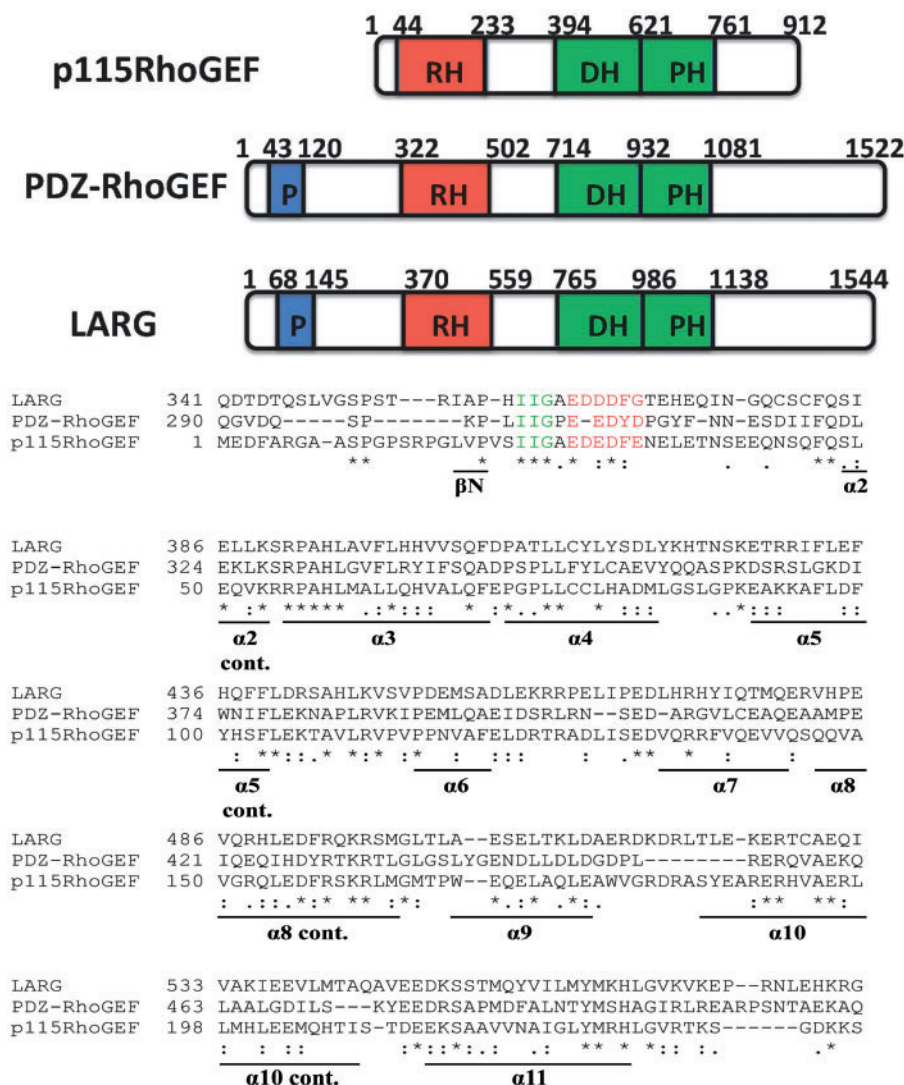 1 44 233 394 621 761 912
p115RhoGEF RH DH PH
1 43 120 322 502 714 932 1081 1522
PDZ-RhoGEF P RH DH PH
1 68 145 370 559 765 986 1138 1544
LARG P RH DH PH
LARG 341 QDTDTQSLVGSPST---RIAP-HIIGAEDDDFGTEHEQIN-GQCSCFQSI
PDZ-RhoGEF 290 QGVDQ-----SP------KP-LIIGPE-EDYDPGYF-NN-ESDIIFQDL
p115RhoGEF 1 MEDFARGA-ASPGPSRPGLVPVSIIGAEDEDFENELETNSEEQNSQFQSL
** * ***.* :*: . . ** .:
βN α2
LARG 386 ELLKSRPAHLAVFLHHVVSQFDPATLLCYLYSDLYKHTNSKETRRIFLEF
PDZ-RhoGEF 324 EKLKSRPAHLGVFLRYIFSQADPSPLLFYLCAEVYQQASPKDSRSLGKDI
p115RhoGEF 50 EQVKRRPAHLMALLQHVALQFEPGPLLCCLHADMLGSLGPKEAKKAFLDF
* :* ***** .:*:: * :*. ** * ::: .*::: ::
α2 α3 α4 α5
cont.
LARG 436 HQFFLDRSAHLKVSVPDEMSADLEKRRPELIPEDLHRHYIQTMQERVHPE
PDZ-RhoGEF 374 WNIFLEKNAPLRVKIPEMLQAEIDSRLRN--SED-ARGVLCEAQEAAMPE
p115RhoGEF 100 YHSFLEKTAVLRVPVPPNVAFELDRTRADLISEDVQRRFVQEVVQSQQVA
: **::.* *:* :* : ::: . ** * : :
α5 α6 α7 α8
cont.
LARG 486 VQRHLEDFRQKRSMGLTLA--ESELTKLDAERDKDRLTLE-KERTCAEQI
PDZ-RhoGEF 421 IQEQIHDYRTKRTLGLGSLYGENDLLDLDGDPL--------RERQVAEKQ
p115RhoGEF 150 VGRQLEDFRSKRLMGMTPW--EQELAQLEAWVGRDRASYEARERHVAERL
: .::.*:* ** :*: *.:* .*:. :** **:
α8 cont. α9 α10
LARG 533 VAKIEEVLMTAQAVEEDKSSTMQYVILMYMKHLGVKVKEP--RNLEHKRG
PDZ-RhoGEF 463 LAALGDILS---KYEEDRSAPMDFALNTYMSHAGIRLREARPSNTAEKAQ
p115RhoGEF 198 LMHLEEMQHTIS-TDEEKSAAVVNAIGLYMRHLGVRTKS------GDKKS
: : :: :*::*:.: .: ** * *:: :. .*
α10 cont. α11